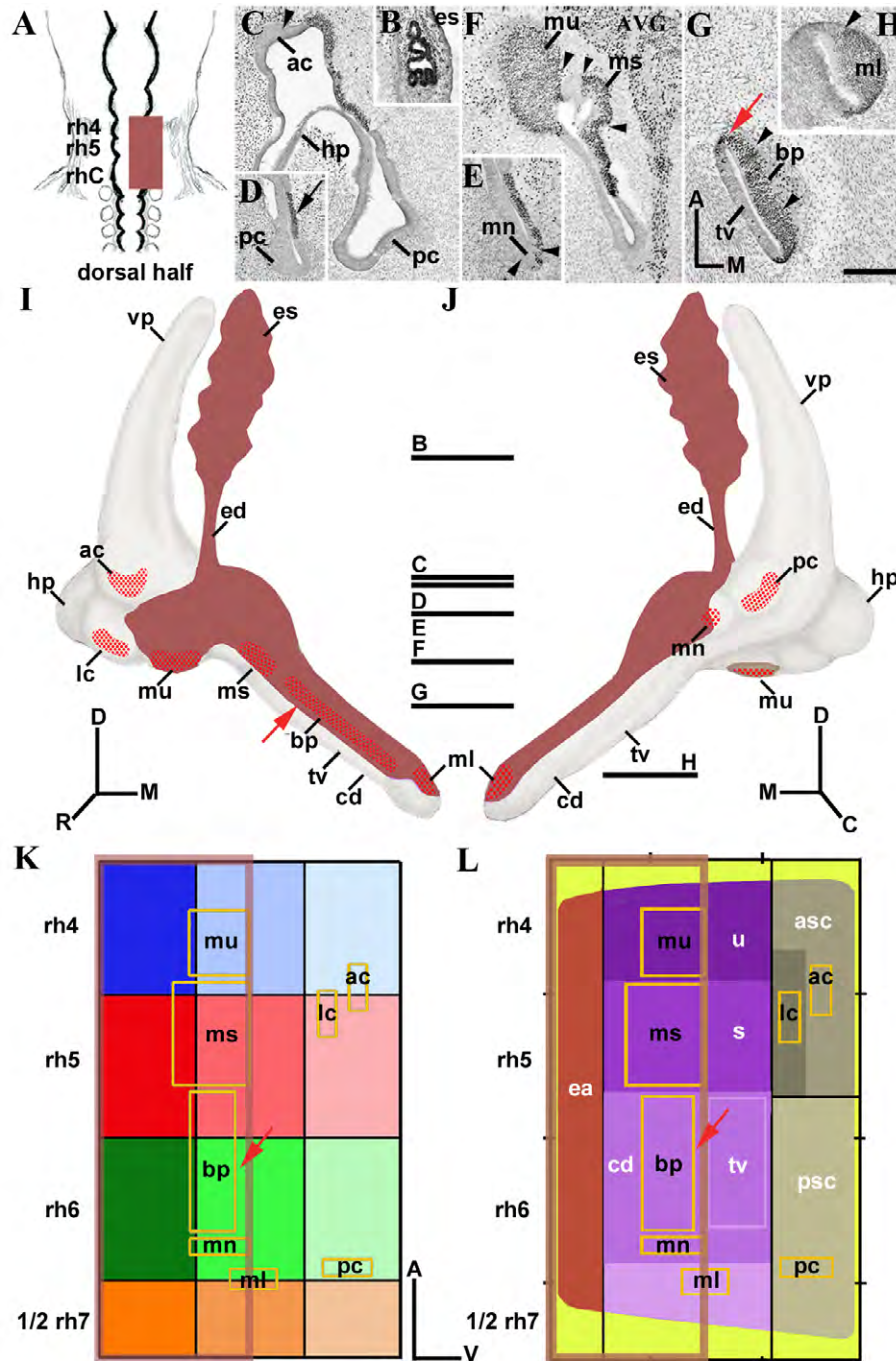 A
rh4
rh5
rhC
dorsal half
C
ac
hp
pc
B
es
D
pc
F
mu
AVG
ms
E
mn
G
bp
tv
A
M
H
ml
I
vp
es
ed
ac
hp
lc
mu
ms
bp
tv
cd
ml
D
M
R
B
C
D
E
F
G
H
J
es
vp
ed
pc
hp
mn
mu
tv
ml
cd
D
M
C
K
rh4
rh5
rh6
1/2 rh7
mu
ac
lc
ms
bp
mn
ml
pc
A
V
L
rh4
rh5
rh6
1/2 rh7
mu
u
asc
ac
lc
ms
s
ea
cd
bp
tv
psc
mn
ml
pc